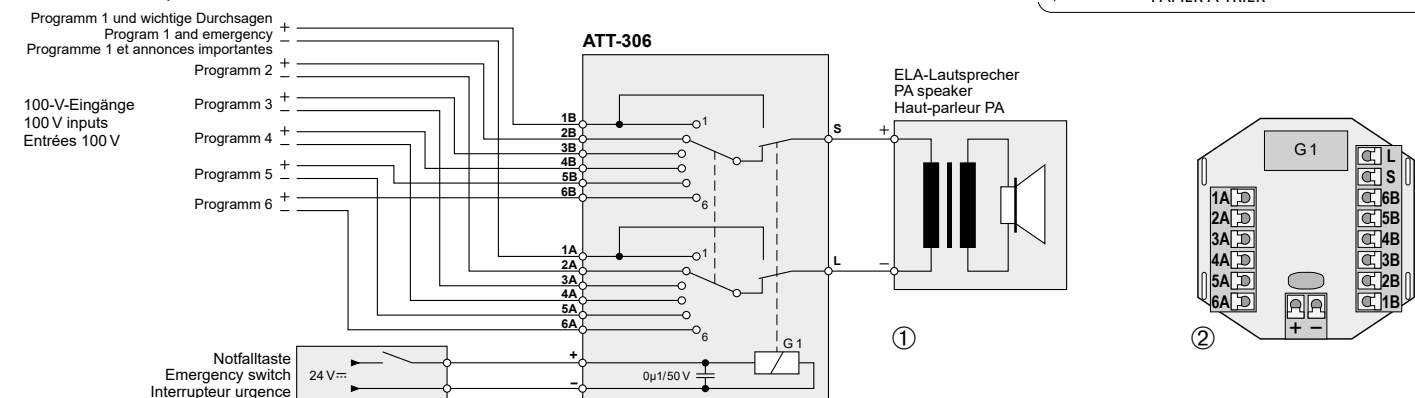 PAPIER À TRIER
Programm 1 und wichtige Durchsagen
Program 1 and emergency
Programme 1 et annonces importantes
+
–
Programm 2
+
–
Programm 3
+
–
Programm 4
+
–
Programm 5
+
–
Programm 6
+
–
100-V-Eingänge
100 V inputs
Entrées 100 V
ATT-306
1B
2B
3B
4B
5B
6B
1
6
S
1A
2A
3A
4A
5A
6A
1
6
L
+
–
G 1
0µ1/50 V
Notfalltaste
Emergency switch
Interrupteur urgence
24 V
ELA-Lautsprecher
PA speaker
Haut-parleur PA
+
–
①
G 1
L
S
1A 6B
2A 5B
3A 4B
4A 3B
5A 2B
6A 1B
+ –
②